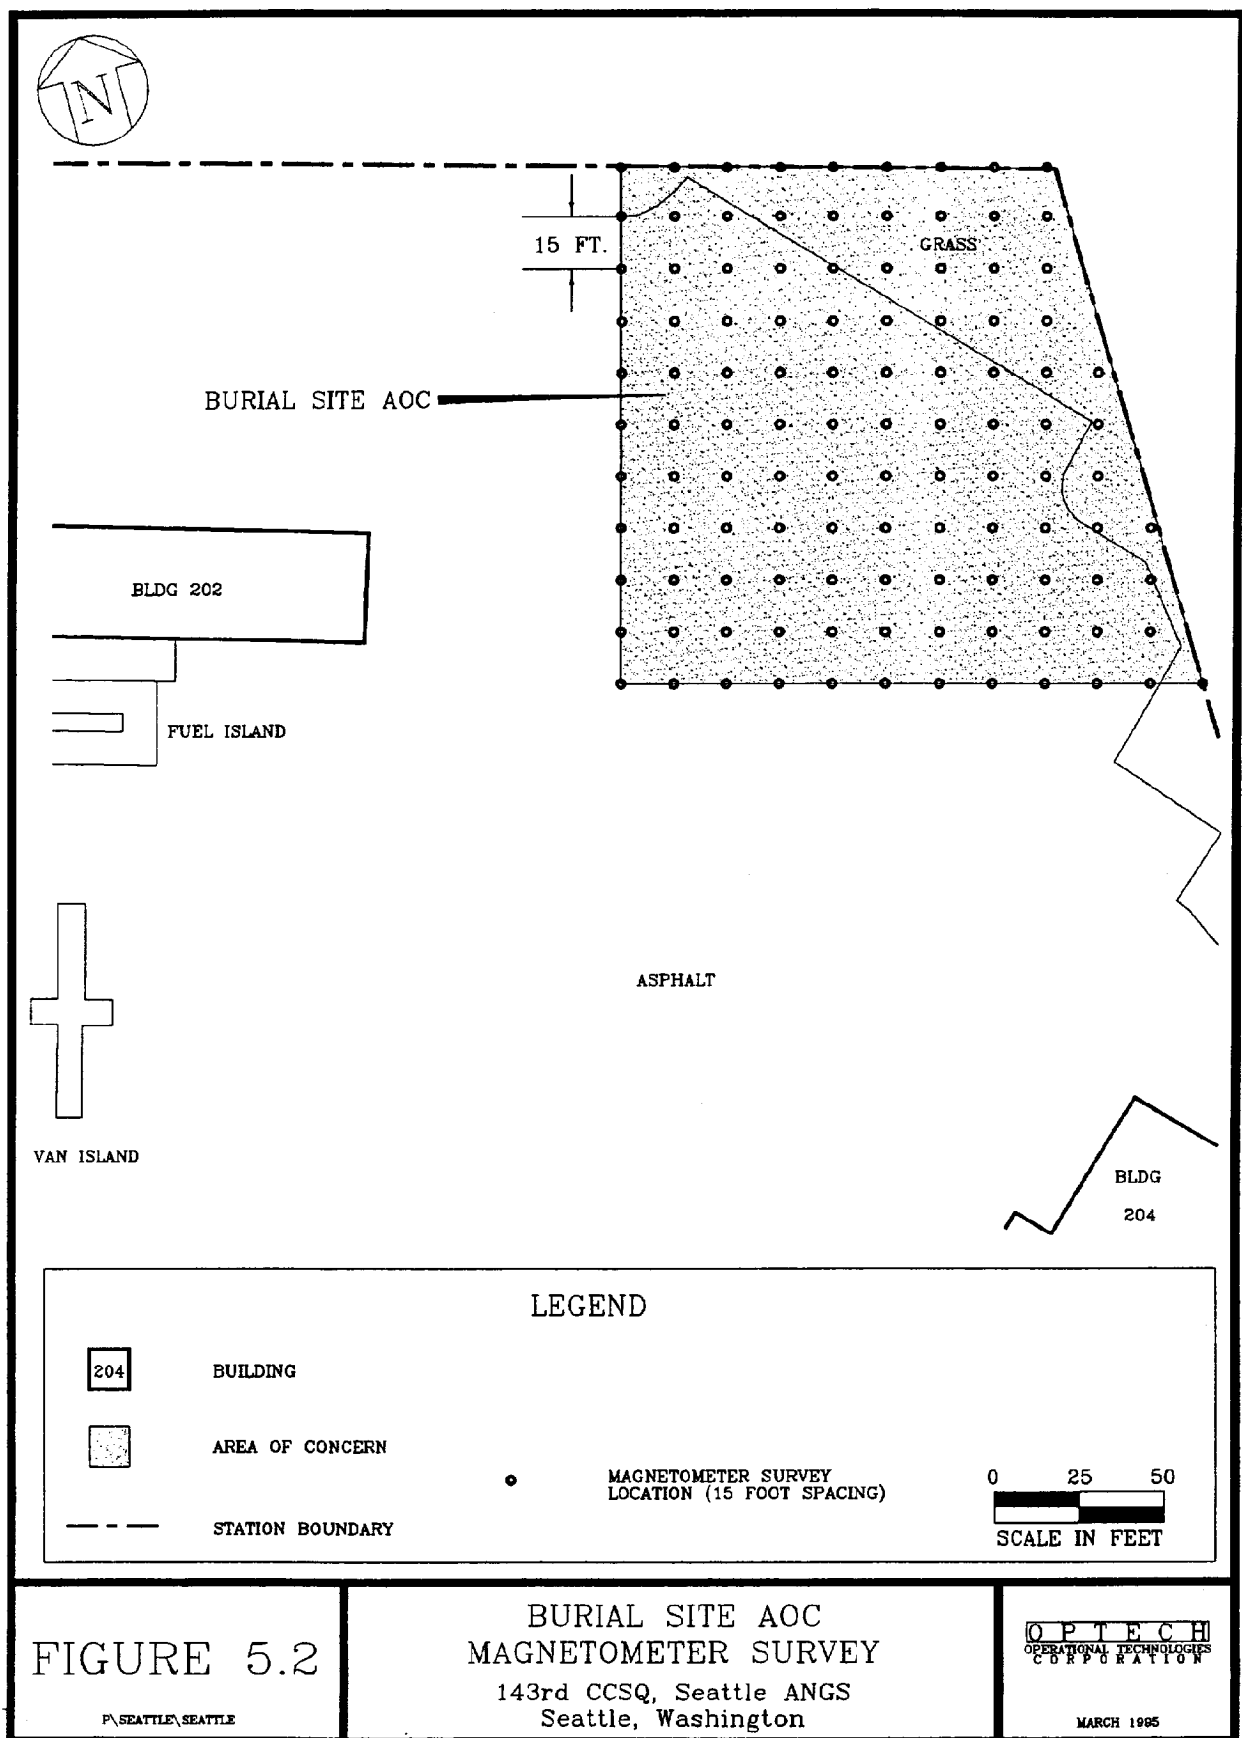 N
15 FT.
GRASS
BURIAL SITE AOC
BLDG 202
FUEL ISLAND
ASPHALT
VAN ISLAND
BLDG
204
LEGEND
204
BUILDING
AREA OF CONCERN
MAGNETOMETER SURVEY
LOCATION (15 FOOT SPACING)
STATION BOUNDARY
0 25 50
SCALE IN FEET
FIGURE 5.2
P\SEATTLE\SEATTLE
BURIAL SITE AOC
MAGNETOMETER SURVEY
143rd CCSQ, Seattle ANGS
Seattle, Washington
OPTECH
OPERATIONAL TECHNOLOGIES
CORPORATION
MARCH 1995